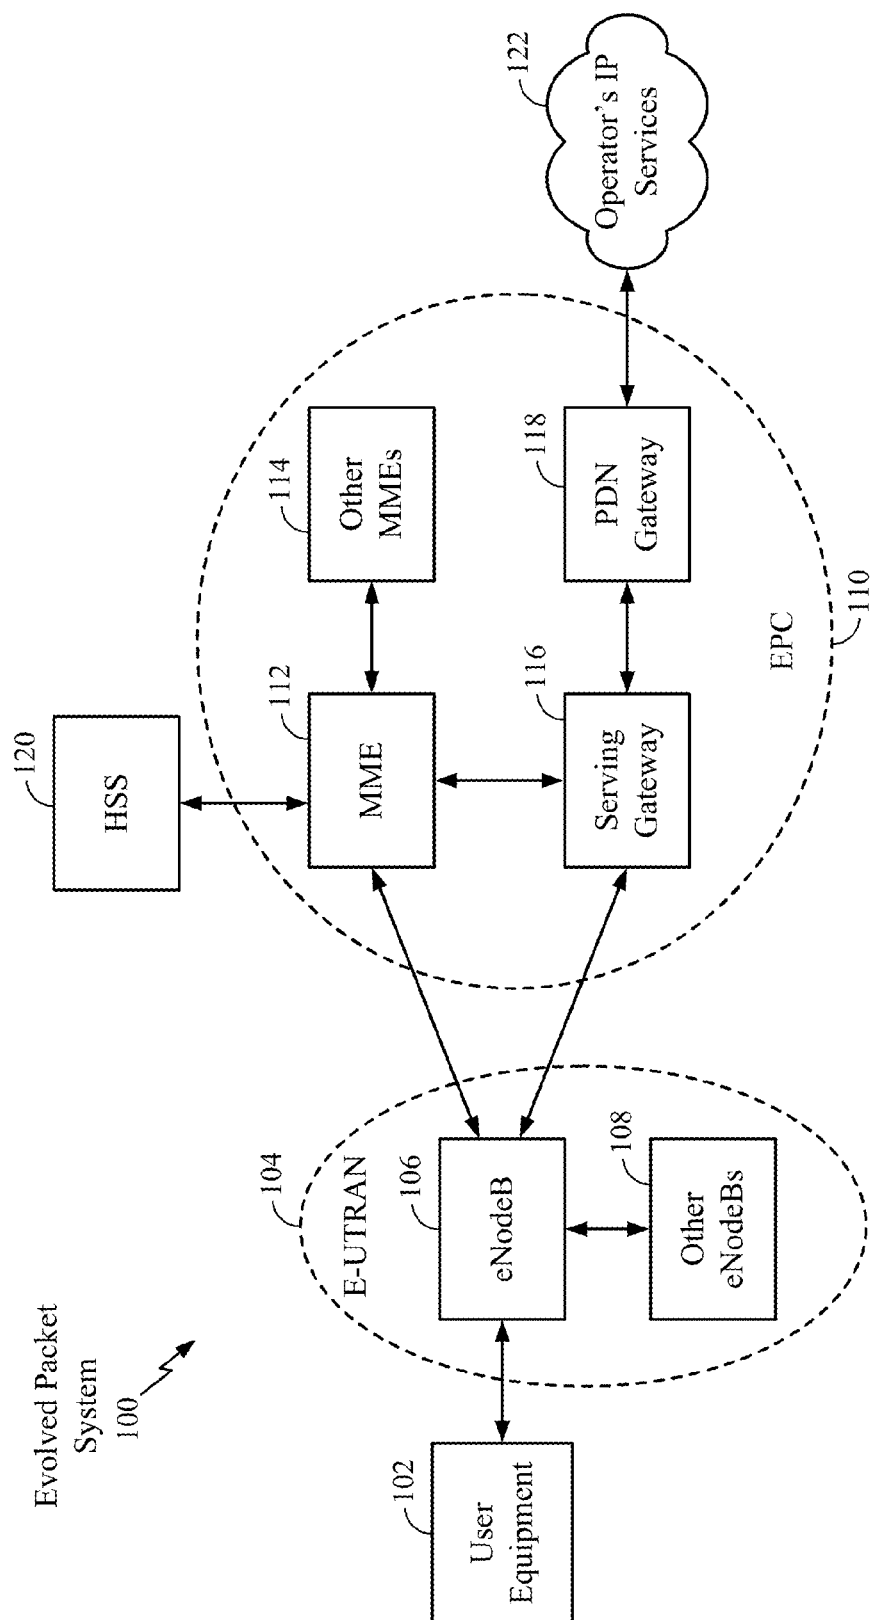 Evolved Packet
System
100
102
User
Equipment
104
E-UTRAN
106
eNodeB
108
Other
eNodeBs
120
HSS
112
MME
114
Other
MMEs
116
Serving
Gateway
118
PDN
Gateway
EPC
110
122
Operator's IP
Services